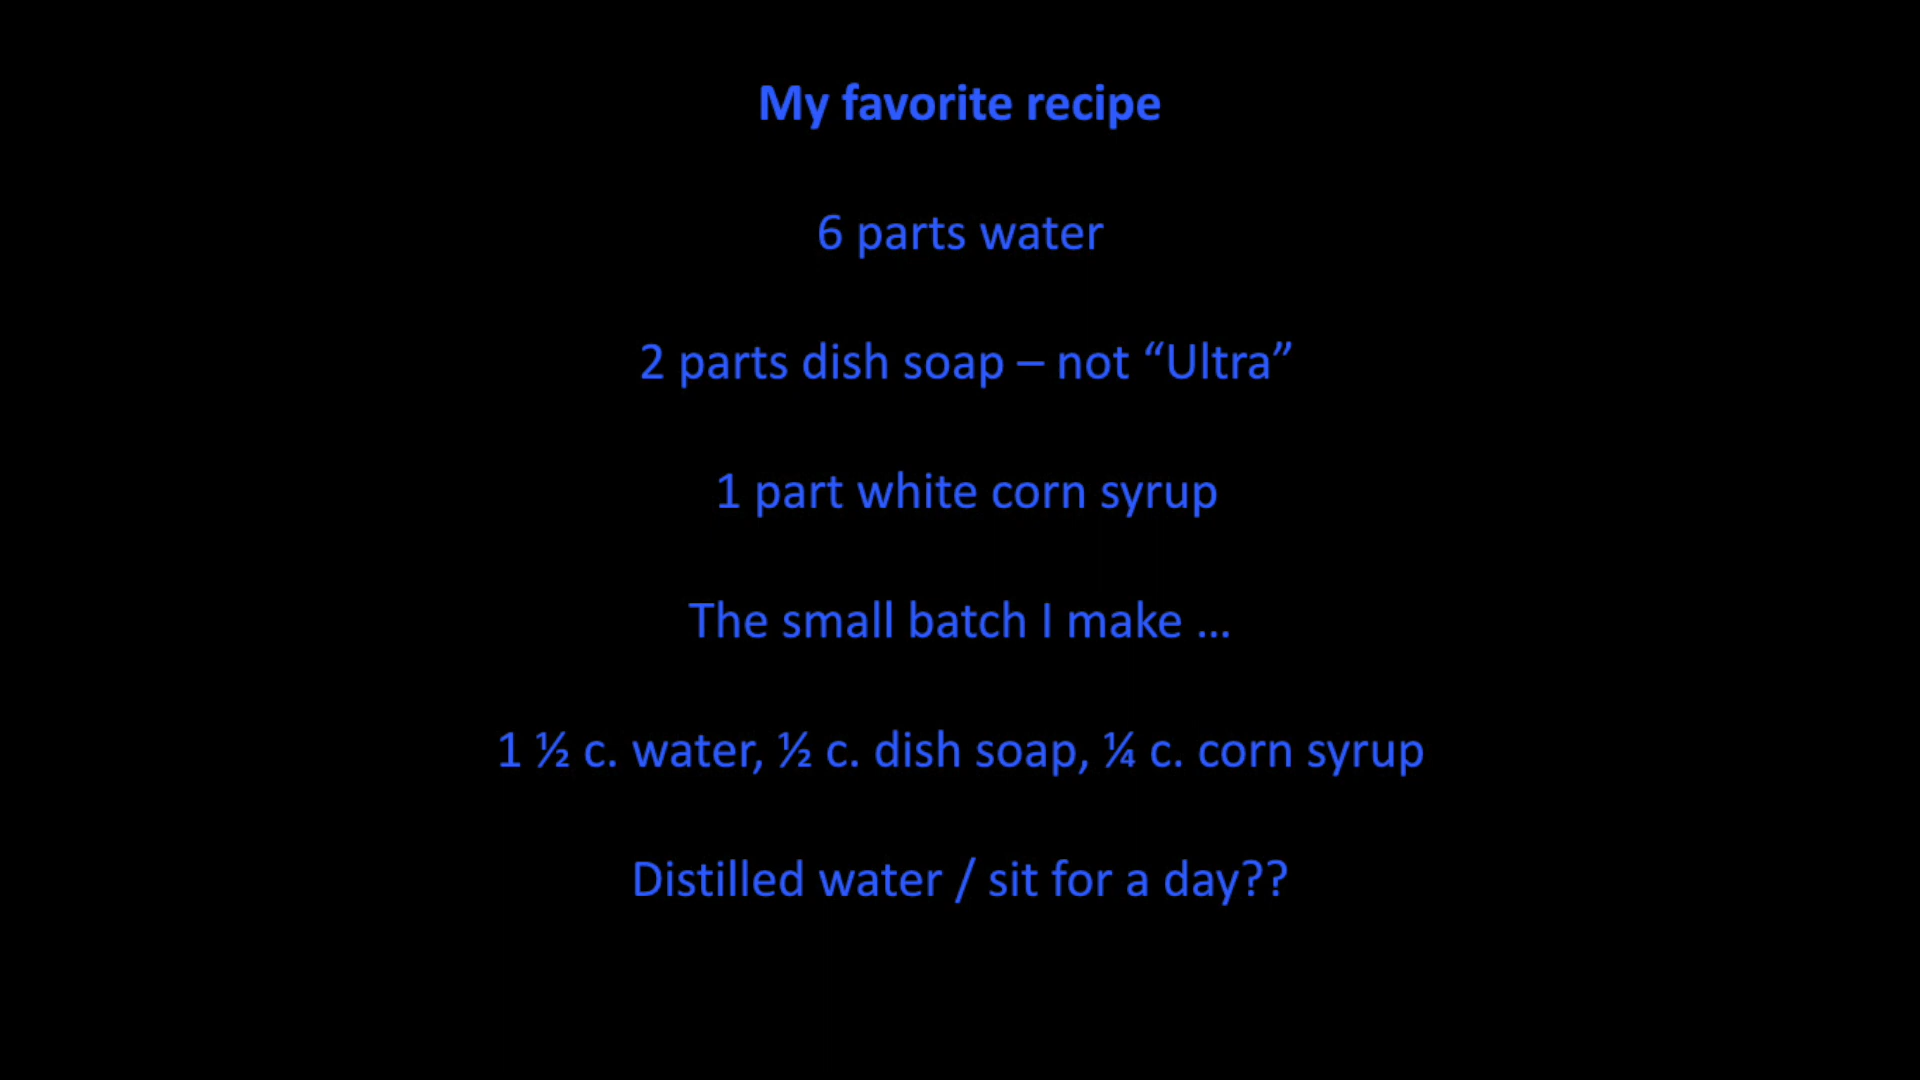 My favorite recipe
6 parts water
2 parts dish soap – not “Ultra”
1 part white corn syrup
The small batch I make …
1 ½ c. water, ½ c. dish soap, ¼ c. corn syrup
Distilled water / sit for a day??